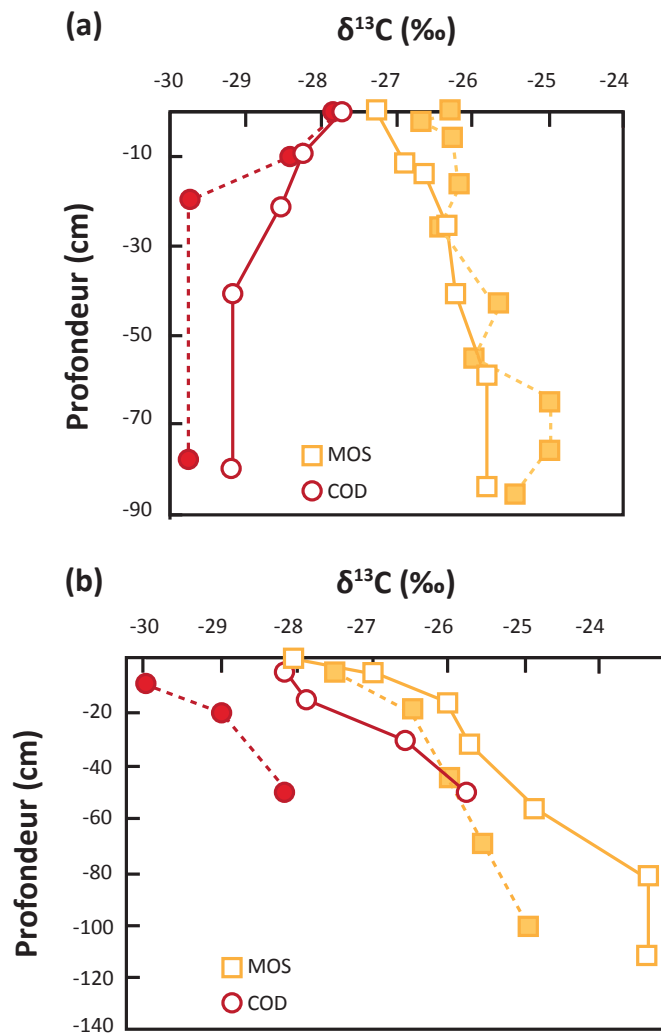 (a)
δ¹³C (‰)
-30 -29 -28 -27 -26 -25 -24
-10
-30
-50
-70
-90
Profondeur (cm)
MOS
COD
(b)
δ¹³C (‰)
-30 -29 -28 -27 -26 -25 -24
-20
-40
-60
-80
-100
-120
-140
Profondeur (cm)
MOS
COD